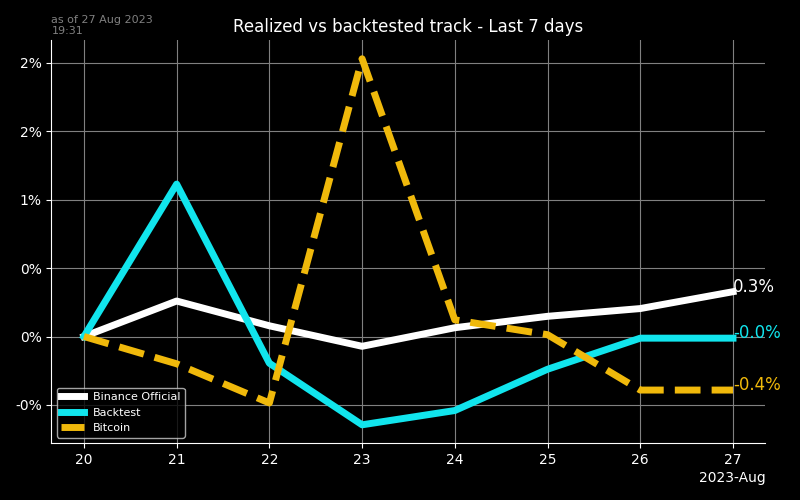 as of 27 Aug 2023
19:31
Realized vs backtested track - Last 7 days
2%
2%
1%
0%
0%
-0%
0.3%
-0.0%
-0.4%
Binance Official
Backtest
Bitcoin
20 21 22 23 24 25 26 27
2023-Aug